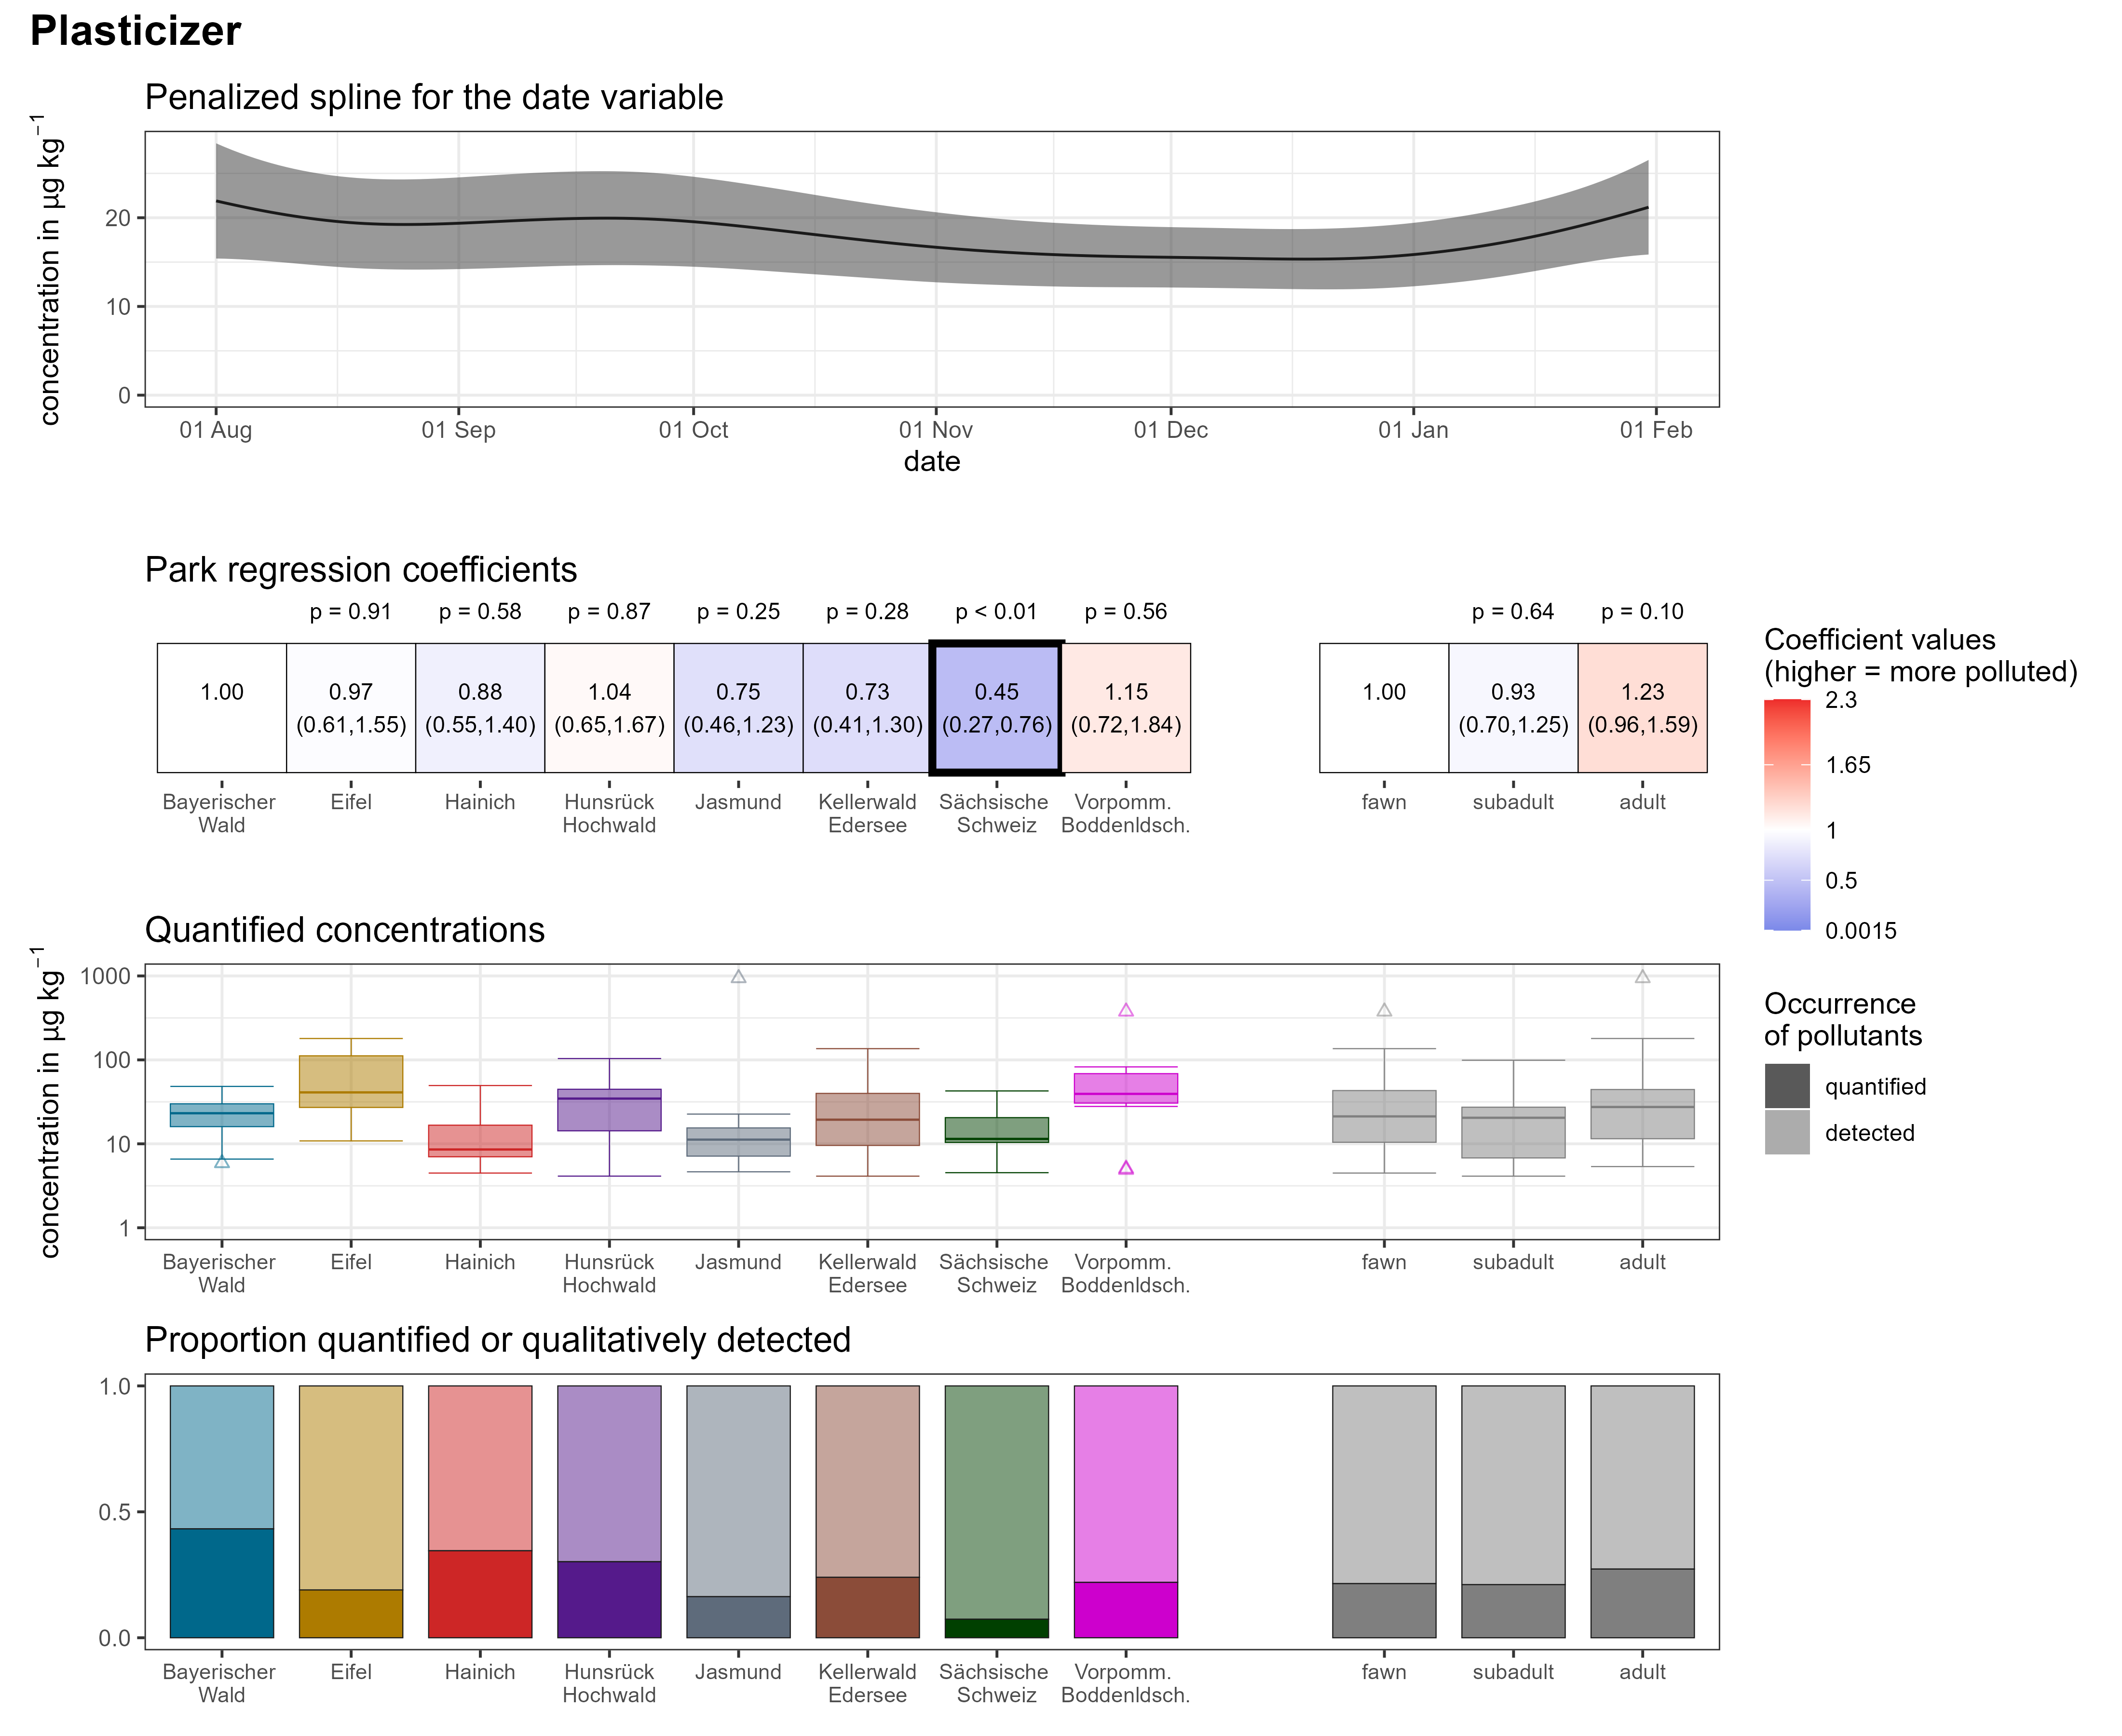 Plasticizer
Penalized spline for the date variable
concentration in µg kg⁻¹
20
10
0
01 Aug 01 Sep 01 Oct 01 Nov 01 Dec 01 Jan 01 Feb
date
Park regression coefficients
p = 0.91 p = 0.58 p = 0.87 p = 0.25 p = 0.28 p < 0.01 p = 0.56 p = 0.64 p = 0.10
1.00 0.97 0.88 1.04 0.75 0.73 0.45 1.15 1.00 0.93 1.23
(0.61,1.55) (0.55,1.40) (0.65,1.67) (0.46,1.23) (0.41,1.30) (0.27,0.76) (0.72,1.84) (0.70,1.25) (0.96,1.59)
Bayerischer Eifel Hainich Hunsrück Jasmund Kellerwald Sächsische Vorpomm. fawn subadult adult
Wald Hochwald Edersee Schweiz Boddenldsch.
Coefficient values
(higher = more polluted)
2.3
1.65
1
0.5
0.0015
Quantified concentrations
concentration in µg kg⁻¹
1000
100
10
1
Bayerischer Eifel Hainich Hunsrück Jasmund Kellerwald Sächsische Vorpomm. fawn subadult adult
Wald Hochwald Edersee Schweiz Boddenldsch.
Occurrence
of pollutants
quantified
detected
Proportion quantified or qualitatively detected
1.0
0.5
0.0
Bayerischer Eifel Hainich Hunsrück Jasmund Kellerwald Sächsische Vorpomm. fawn subadult adult
Wald Hochwald Edersee Schweiz Boddenldsch.